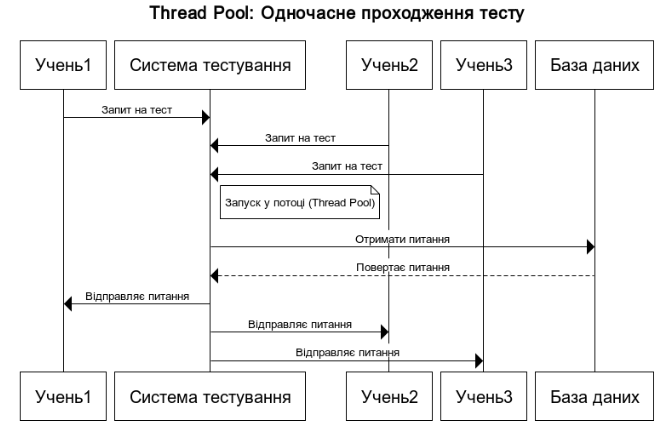 Thread Pool: Одночасне проходження тесту
Учень1
Система тестування
Учень2
Учень3
База даних
Запит на тест
Запит на тест
Запит на тест
Запуск у потоці (Thread Pool)
Отримати питання
Повертає питання
Відправляє питання
Відправляє питання
Відправляє питання
Учень1
Система тестування
Учень2
Учень3
База даних